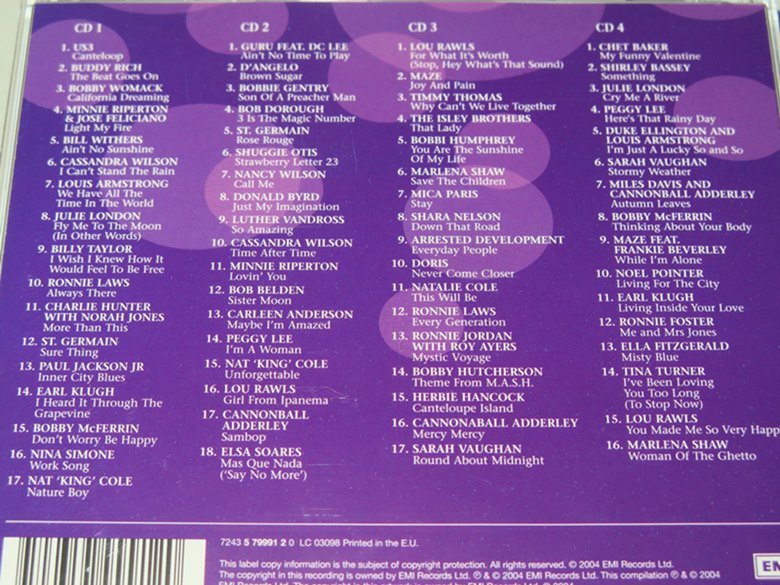 CD 1
1. US3
Canteloop
2. BUDDY RICH
The Beat Goes On
3. BOBBY WOMACK
California Dreaming
4. MINNIE RIPERTON
& JOSE FELICIANO
Light My Fire
5. BILL WITHERS
Ain't No Sunshine
6. CASSANDRA WILSON
I Can't Stand The Rain
7. LOUIS ARMSTRONG
We Have All The
Time In The World
8. JULIE LONDON
Fly Me To The Moon
(In Other Words)
9. BILLY TAYLOR
I Wish I Knew How It
Would Feel To Be Free
10. RONNIE LAWS
Always There
11. CHARLIE HUNTER
WITH NORAH JONES
More Than This
12. ST. GERMAIN
Sure Thing
13. PAUL JACKSON JR
Inner City Blues
14. EARL KLUGH
I Heard It Through The
Grapevine
15. BOBBY McFERRIN
Don't Worry Be Happy
16. NINA SIMONE
Work Song
17. NAT 'KING' COLE
Nature Boy
CD 2
1. GURU FEAT. DC LEE
Ain't No Time To Play
2. D'ANGELO
Brown Sugar
3. BOBBIE GENTRY
Son Of A Preacher Man
4. BOB DOROUGH
3 Is The Magic Number
5. ST. GERMAIN
Rose Rouge
6. SHUGGIE OTIS
Strawberry Letter 23
7. NANCY WILSON
Call Me
8. DONALD BYRD
Just My Imagination
9. LUTHER VANDROSS
So Amazing
10. CASSANDRA WILSON
Time After Time
11. MINNIE RIPERTON
Lovin' You
12. BOB BELDEN
Sister Moon
13. CARLEEN ANDERSON
Maybe I'm Amazed
14. PEGGY LEE
I'm A Woman
15. NAT 'KING' COLE
Unforgettable
16. LOU RAWLS
Girl From Ipanema
17. CANNONBALL
ADDERLEY
Sambop
18. ELSA SOARES
Mas Que Nada
('Say No More')
CD 3
1. LOU RAWLS
For What It's Worth
(Stop, Hey What's That Sound)
2. MAZE
Joy And Pain
3. TIMMY THOMAS
Why Can't We Live Together
4. THE ISLEY BROTHERS
That Lady
5. BOBBI HUMPHREY
You Are The Sunshine
Of My Life
6. MARLENA SHAW
Save The Children
7. MICA PARIS
Stay
8. SHARA NELSON
Down That Road
9. ARRESTED DEVELOPMENT
Everyday People
10. DORIS
Never Come Closer
11. NATALIE COLE
This Will Be
12. RONNIE LAWS
Every Generation
13. RONNIE JORDAN
WITH ROY AYERS
Mystic Voyage
14. BOBBY HUTCHERSON
Theme From M.A.S.H.
15. HERBIE HANCOCK
Canteloupe Island
16. CANNONABALL ADDERLEY
Mercy Mercy
17. SARAH VAUGHAN
Round About Midnight
CD 4
1. CHET BAKER
My Funny Valentine
2. SHIRLEY BASSEY
Something
3. JULIE LONDON
Cry Me A River
4. PEGGY LEE
Here's That Rainy Day
5. DUKE ELLINGTON AND
LOUIS ARMSTRONG
I'm Just A Lucky So and So
6. SARAH VAUGHAN
Stormy Weather
7. MILES DAVIS AND
CANNONBALL ADDERLEY
Autumn Leaves
8. BOBBY McFERRIN
Thinking About Your Body
9. MAZE FEAT.
FRANKIE BEVERLEY
While I'm Alone
10. NOEL POINTER
Living For The City
11. EARL KLUGH
Living Inside Your Love
12. RONNIE FOSTER
Me and Mrs Jones
13. ELLA FITZGERALD
Misty Blue
14. TINA TURNER
I've Been Loving
You Too Long
(To Stop Now)
15. LOU RAWLS
You Made Me So Very Happ
16. MARLENA SHAW
Woman Of The Ghetto
7243 5 79991 2 0 LC 03098 Printed in the E.U.
This label copy information is the subject of copyright protection. All rights reserved. © 2004 EMI Records Ltd.
The copyright in this recording is owned by EMI Records Ltd. ℗ & © 2004 EMI Records Ltd. This compilation ℗ & © 2004
EMI Records Ltd.